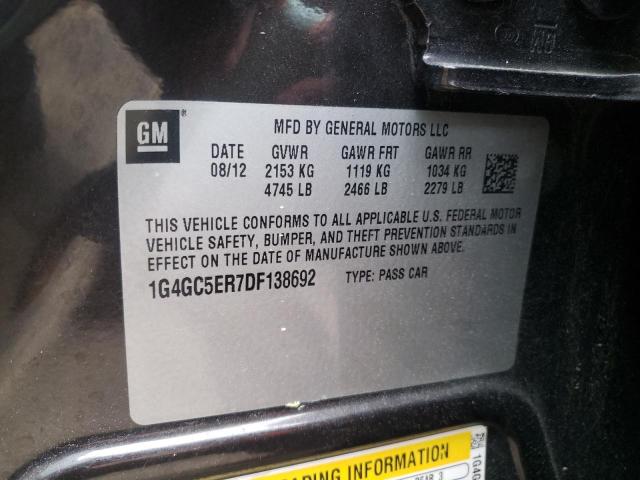 GM
®
MFD BY GENERAL MOTORS LLC
DATE GVWR GAWR FRT GAWR RR
08/12 2153 KG 1119 KG 1034 KG
4745 LB 2466 LB 2279 LB
THIS VEHICLE CONFORMS TO ALL APPLICABLE U.S. FEDERAL MOTOR
VEHICLE SAFETY, BUMPER, AND THEFT PREVENTION STANDARDS IN
EFFECT ON THE DATE OF MANUFACTURE SHOWN ABOVE.
1G4GC5ER7DF138692 TYPE: PASS CAR
INFORMATION